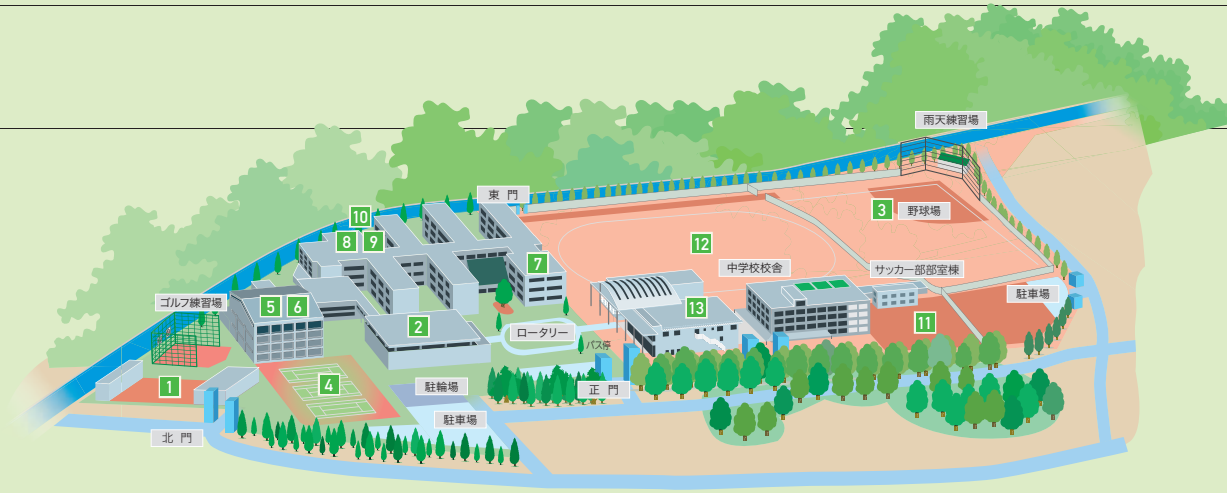 雨天練習場
東 門
10
3
野球場
8
9
12
7
中学校校舎
サッカー部部室棟
ゴルフ練習場
5
6
駐車場
13
2
ロータリー
11
バス停
1
4
駐輪場
正 門
駐車場
北 門